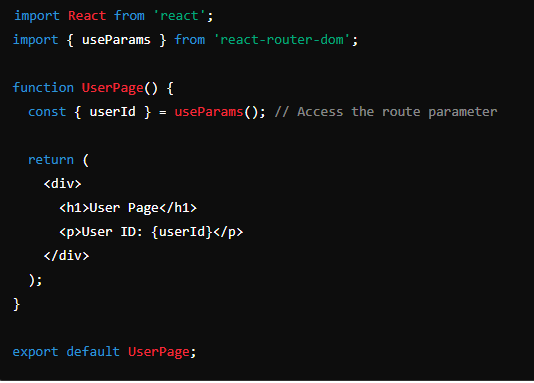 import React from 'react';
import { useParams } from 'react-router-dom';
function UserPage() {
const { userId } = useParams(); // Access the route parameter
return (
<div>
<h1>User Page</h1>
<p>User ID: {userId}</p>
</div>
);
}
export default UserPage;